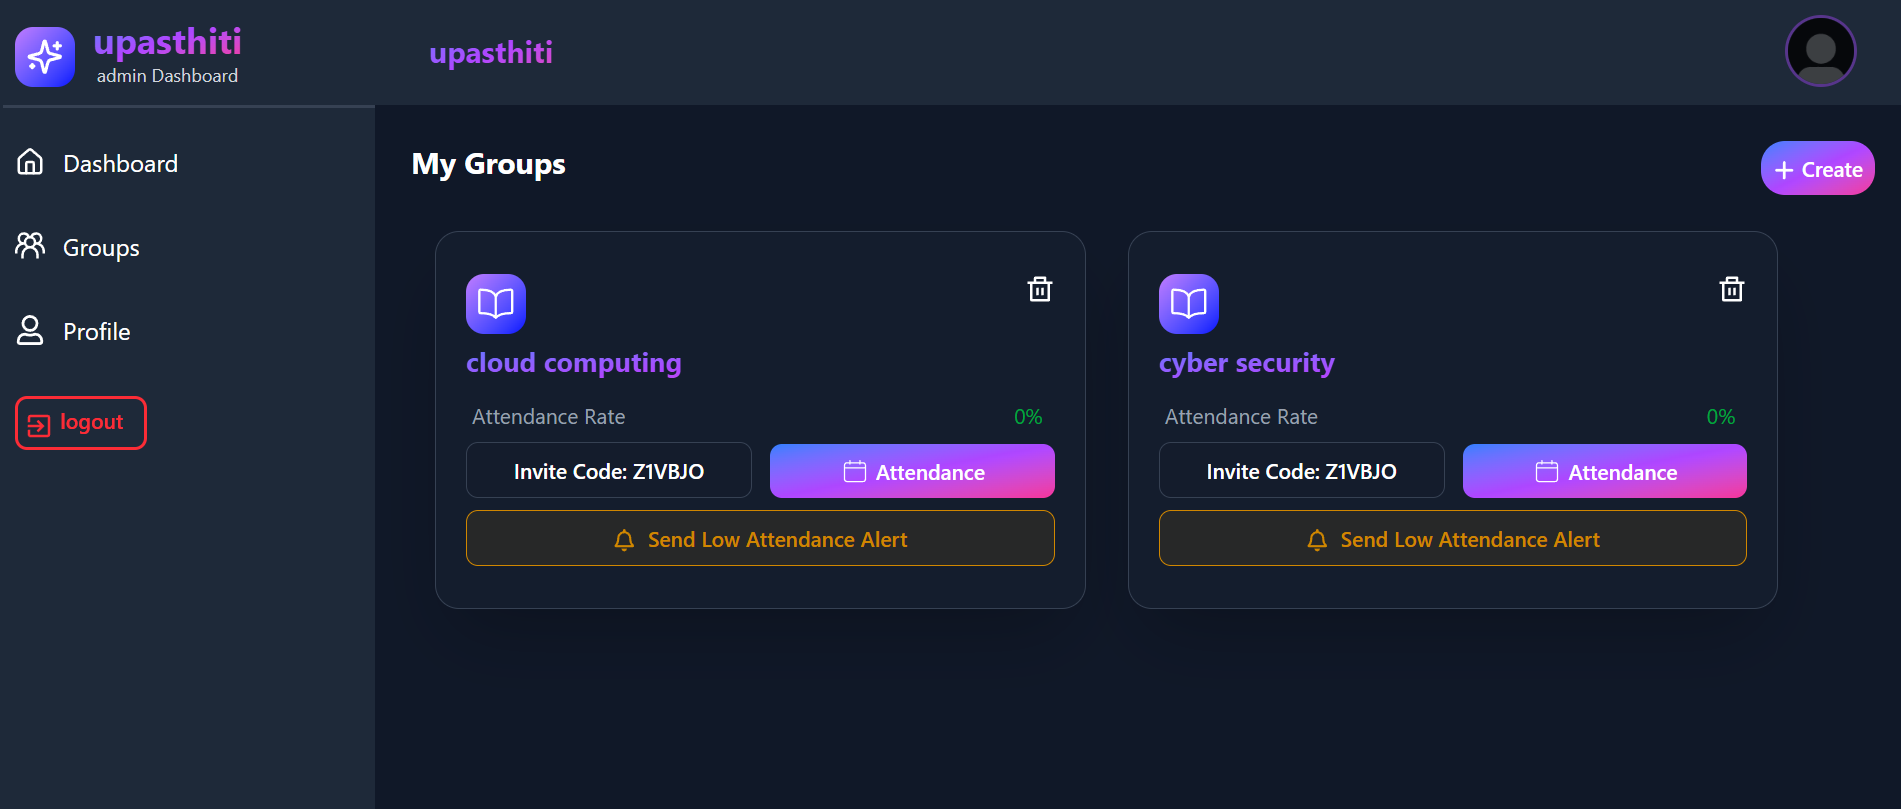 upasthiti
admin Dashboard
upasthiti
Dashboard
Groups
Profile
logout
My Groups
Create
cloud computing
Attendance Rate 0%
Invite Code: Z1VBJO
Attendance
Send Low Attendance Alert
cyber security
Attendance Rate 0%
Invite Code: Z1VBJO
Attendance
Send Low Attendance Alert